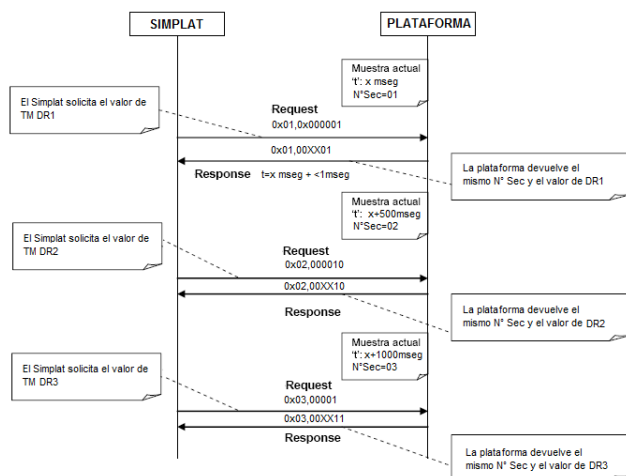 SIMPLAT
PLATAFORMA
Muestra actual
't': x mseg
N°Sec=01
El Simplat solicita el valor de
TM DR1
Request
0x01,0x000001
0x01,00XX01
Response t=x mseg + <1mseg
La plataforma devuelve el
mismo N° Sec y el valor de DR1
Muestra actual
't': x+500mseg
N°Sec=02
El Simplat solicita el valor de
TM DR2
Request
0x02,000010
0x02,00XX10
Response
La plataforma devuelve el
mismo N° Sec y el valor de DR2
Muestra actual
't': x+1000mseg
N°Sec=03
El Simplat solicita el valor de
TM DR3
Request
0x03,00001
0x03,00XX11
Response
La plataforma devuelve el
mismo N° Sec y el valor de DR3